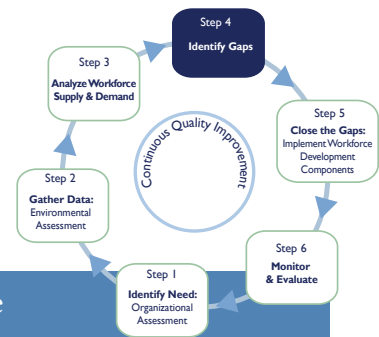 Step 4
Identify Gaps
Step 3
Analyze Workforce
Supply & Demand
Step 5
Close the Gaps:
Implement Workforce
Development
Components
Continuous Quality Improvement
Step 2
Gather Data:
Environmental
Assessment
Step 6
Monitor
& Evaluate
Step 1
Identify Need:
Organizational
Assessment
e